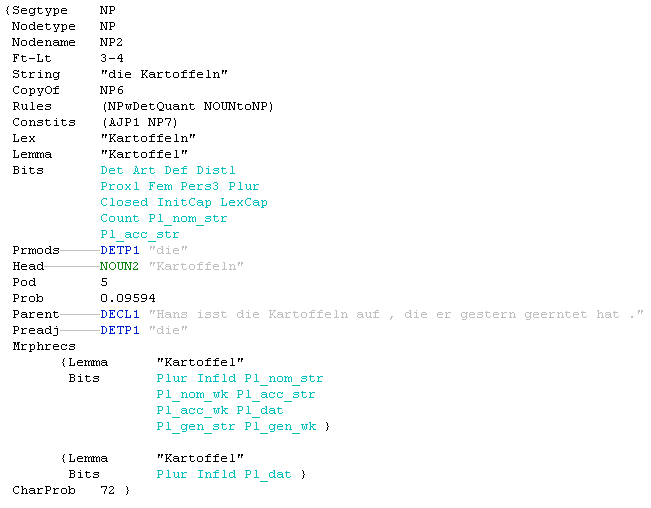 {Segtype NP
Nodetype NP
Nodename NP2
Ft-Lt 3-4
String "die Kartoffeln"
CopyOf NP6
Rules (NPwDetQuant NOUNtoNP)
Constits (AJP1 NP7)
Lex "Kartoffeln"
Lemma "Kartoffel"
Bits Det Art Def Distl
Proxl Fem Pers3 Plur
Closed InitCap LexCap
Count Pl_nom_str
Pl_acc_str
Prmods DETP1 "die"
Head NOUN2 "Kartoffeln"
Pod 5
Prob 0.09594
Parent DECL1 "Hans isst die Kartoffeln auf , die er gestern geerntet hat ."
Preadj DETP1 "die"
Mrphrecs
{Lemma "Kartoffel"
Bits Plur Infld Pl_nom_str
Pl_nom_wk Pl_acc_str
Pl_acc_wk Pl_dat
Pl_gen_str Pl_gen_wk }
{Lemma "Kartoffel"
Bits Plur Infld Pl_dat }
CharProb 72 }